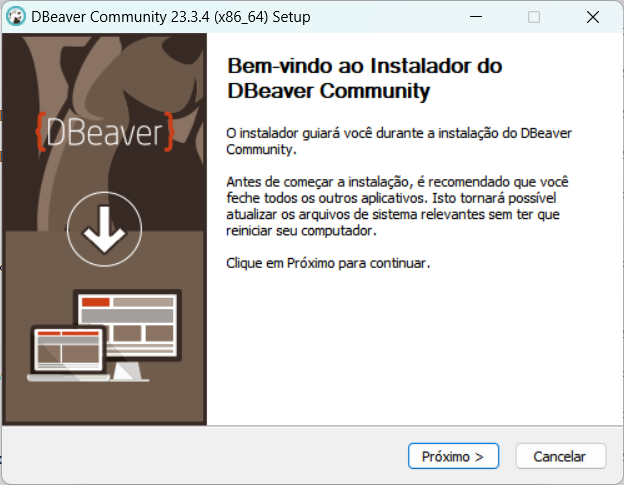 DBeaver Community 23.3.4 (x86_64) Setup
{DBeaver}
Bem-vindo ao Instalador do
DBeaver Community
O instalador guiará você durante a instalação do DBeaver
Community.
Antes de começar a instalação, é recomendado que você
feche todos os outros aplicativos. Isto tornará possível
atualizar os arquivos de sistema relevantes sem ter que
reiniciar seu computador.
Clique em Próximo para continuar.
Próximo >
Cancelar